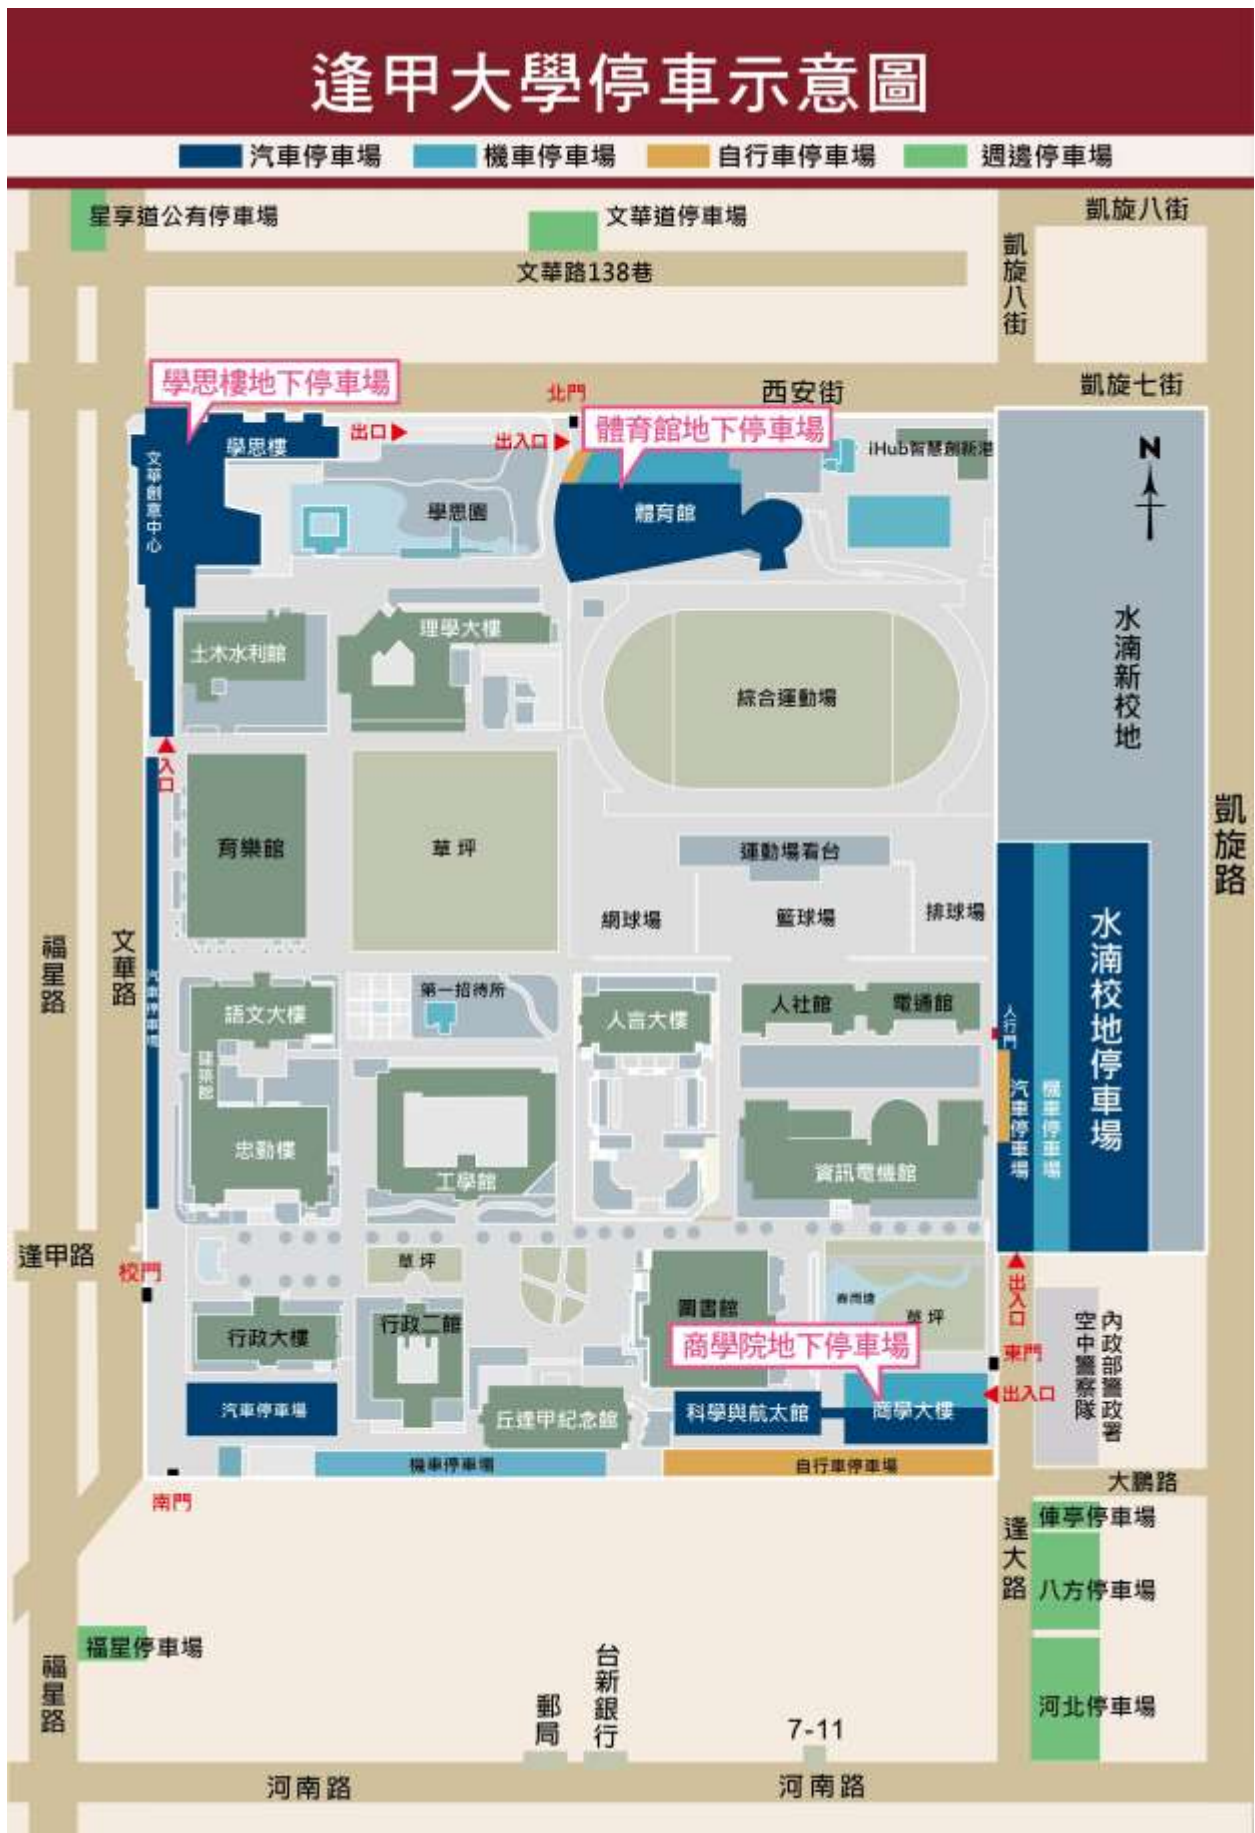 逢甲大學停車示意圖
汽車停車場
機車停車場
自行車停車場
週邊停車場
星享道公有停車場
文華道停車場
凱旋八街
文華路138巷
凱旋八街
學思樓地下停車場
北門
西安街
凱旋七街
學思樓
出口
出入口
體育館地下停車場
iHub智慧創新港
N
文華創意中心
學思園
體育館
水湳新校地
土木水利館
理學大樓
綜合運動場
入口
育樂館
草坪
運動場看台
凱旋路
網球場
籃球場
排球場
福星路
文華路
汽車停車場
語文大樓
第一招待所
人言大樓
人社館
電通館
人行門
水湳校地停車場
建築館
忠勤樓
工學館
資訊電機館
汽車停車場
機車停車場
逢甲路
校門
草坪
圖書館
草坪
出入口
內政部警政署
空中警察隊
行政大樓
行政二館
商學院地下停車場
東門
出入口
汽車停車場
丘逢甲紀念館
科學與航太館
商學大樓
機車停車場
自行車停車場
南門
大鵬路
逢大路
俥亭停車場
八方停車場
福星停車場
福星路
郵局
台新銀行
7-11
河北停車場
河南路
河南路